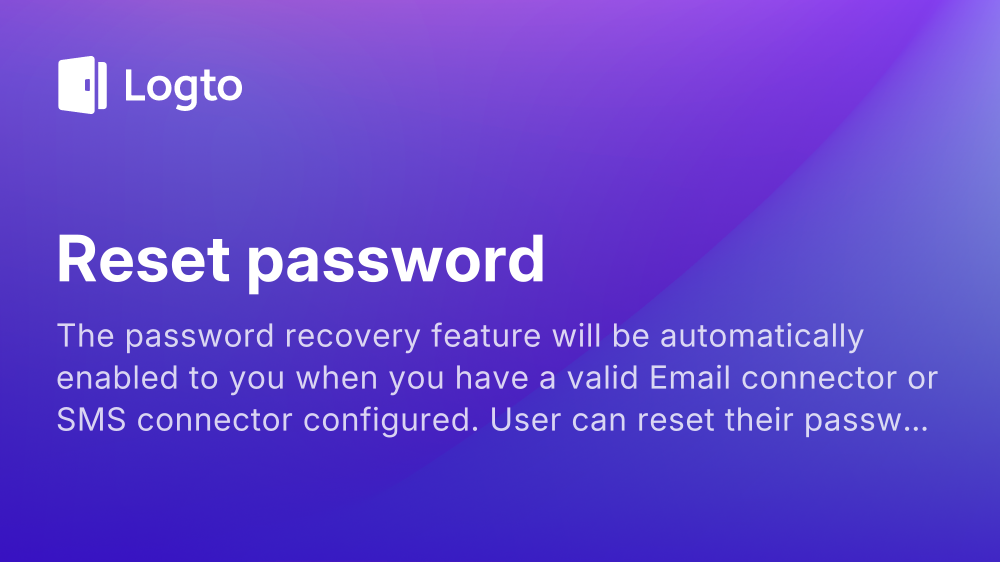 Logto
Reset password
The password recovery feature will be automatically
enabled to you when you have a valid Email connector or
SMS connector configured. User can reset their passw...